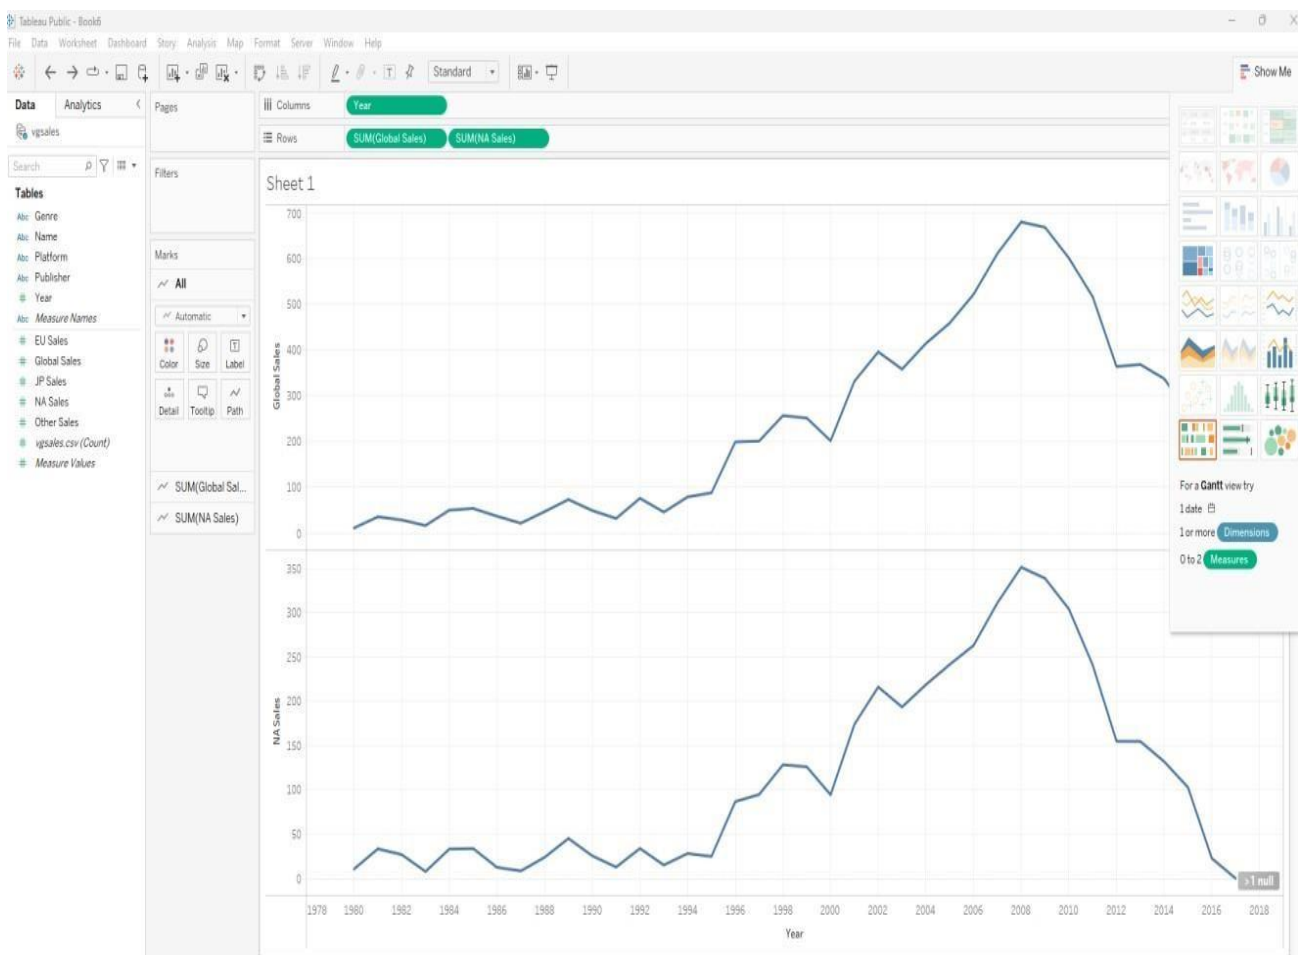 Tableau Public - Book6
File Data Worksheet Dashboard Story Analysis Map Format Server Window Help
Standard
Show Me
Data Analytics
vgsales
Search
Tables
Abc Genre
Abc Name
Abc Platform
Abc Publisher
# Year
Abc Measure Names
# EU Sales
# Global Sales
# JP Sales
# NA Sales
# Other Sales
# vgsales.csv (Count)
# Measure Values
Pages
Filters
Marks
All
Automatic
Color Size Label
Detail Tooltip Path
SUM(Global Sal...
SUM(NA Sales)
Columns Year
Rows SUM(Global Sales) SUM(NA Sales)
Sheet 1
Global Sales
700
600
500
400
300
200
100
0
NA Sales
350
300
250
200
150
100
50
0
>1 null
1978 1980 1982 1984 1986 1988 1990 1992 1994 1996 1998 2000 2002 2004 2006 2008 2010 2012 2014 2016 2018
Year
For a Gantt view try
1 date
1 or more Dimensions
0 to 2 Measures